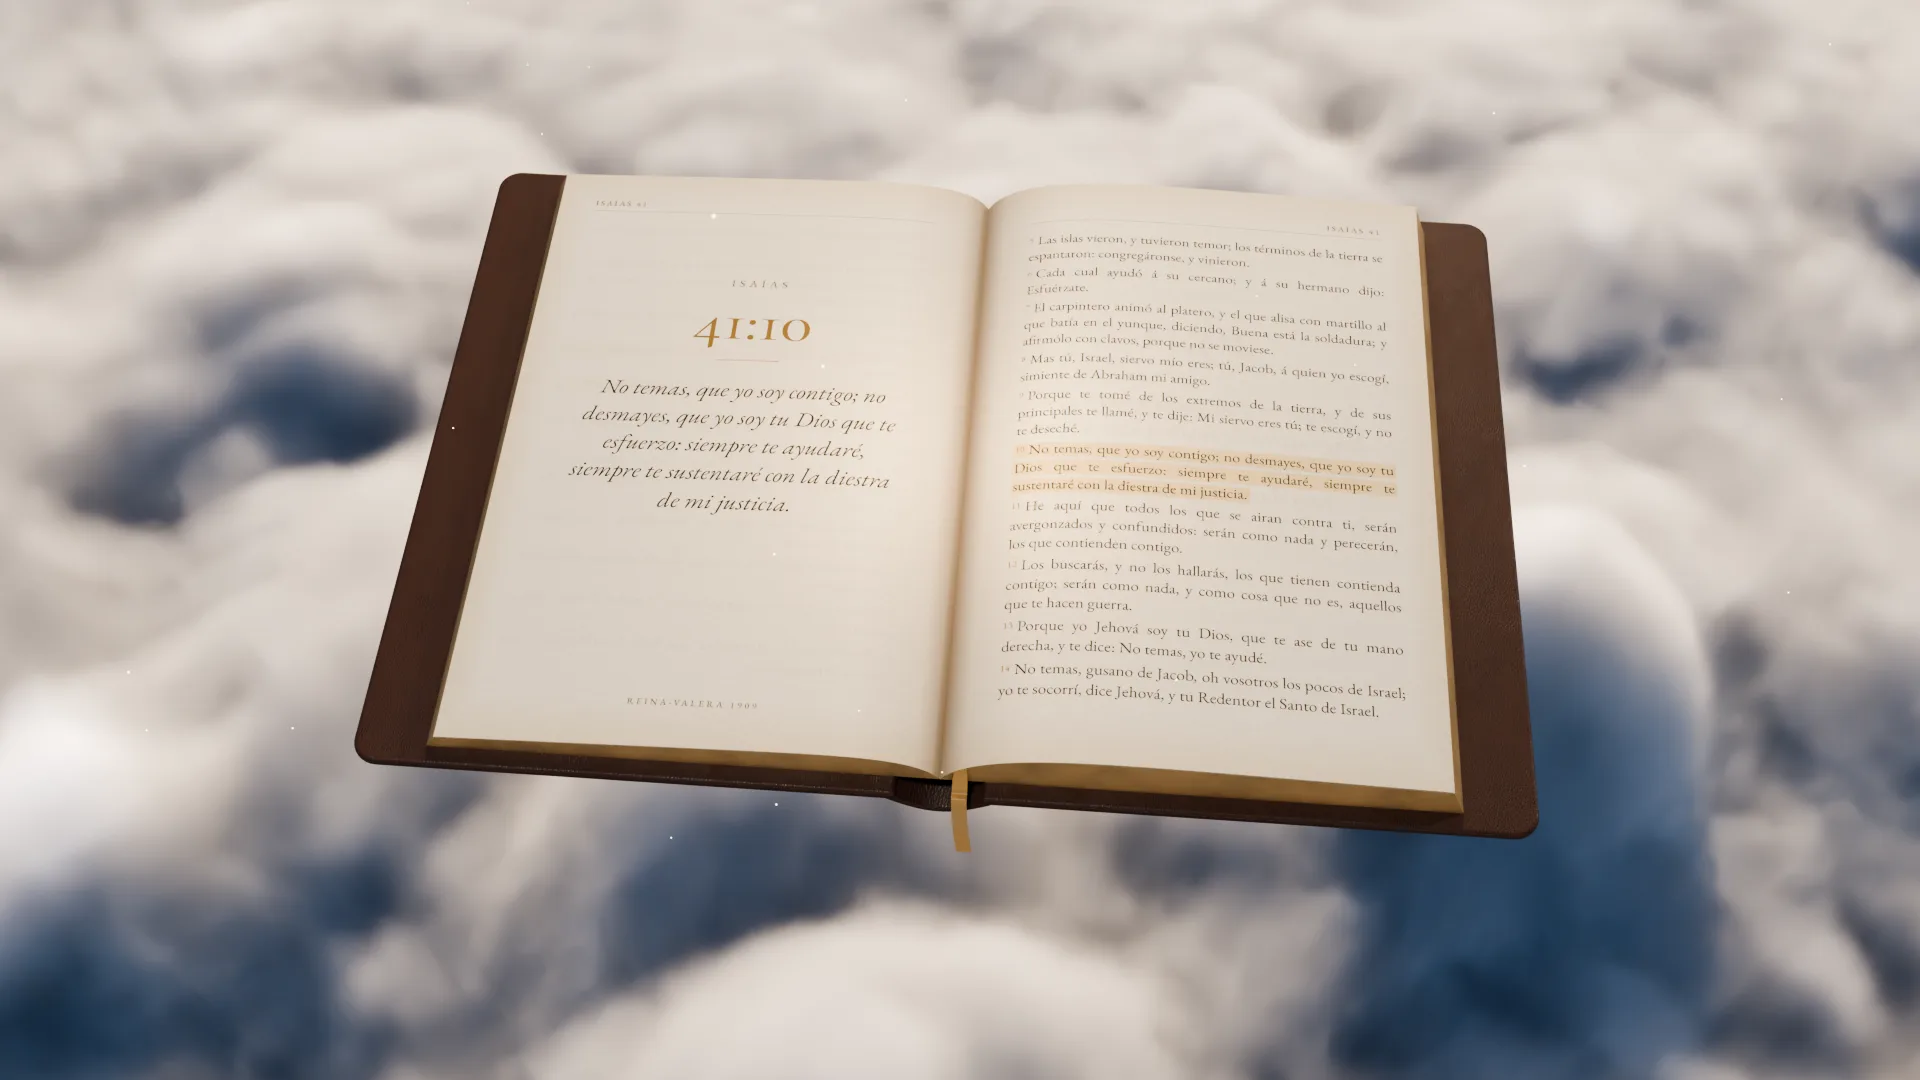 ISAÍAS 41
ISAÍAS
41:10
No temas, que yo soy contigo; no
desmayes, que yo soy tu Dios que te
esfuerzo: siempre te ayudaré,
siempre te sustentaré con la diestra
de mi justicia.
REINA-VALERA 1909
ISAÍAS 41
5 Las islas vieron, y tuvieron temor; los términos de la tierra se
espantaron: congregáronse, y vinieron.
6 Cada cual ayudó á su cercano; y á su hermano dijo:
Esfuérzate.
7 El carpintero animó al platero, y el que alisa con martillo al
que batía en el yunque, diciendo, Buena está la soldadura; y
afirmólo con clavos, porque no se moviese.
8 Mas tú, Israel, siervo mío eres; tú, Jacob, á quien yo escogí,
simiente de Abraham mi amigo.
9 Porque te tomé de los extremos de la tierra, y de sus
principales te llamé, y te dije: Mi siervo eres tú; te escogí, y no
te deseché.
10 No temas, que yo soy contigo; no desmayes, que yo soy tu
Dios que te esfuerzo: siempre te ayudaré, siempre te
sustentaré con la diestra de mi justicia.
11 He aquí que todos los que se airan contra ti, serán
avergonzados y confundidos: serán como nada y perecerán,
los que contienden contigo.
12 Los buscarás, y no los hallarás, los que tienen contienda
contigo; serán como nada, y como cosa que no es, aquellos
que te hacen guerra.
13 Porque yo Jehová soy tu Dios, que te ase de tu mano
derecha, y te dice: No temas, yo te ayudé.
14 No temas, gusano de Jacob, oh vosotros los pocos de Israel;
yo te socorrí, dice Jehová, y tu Redentor el Santo de Israel.